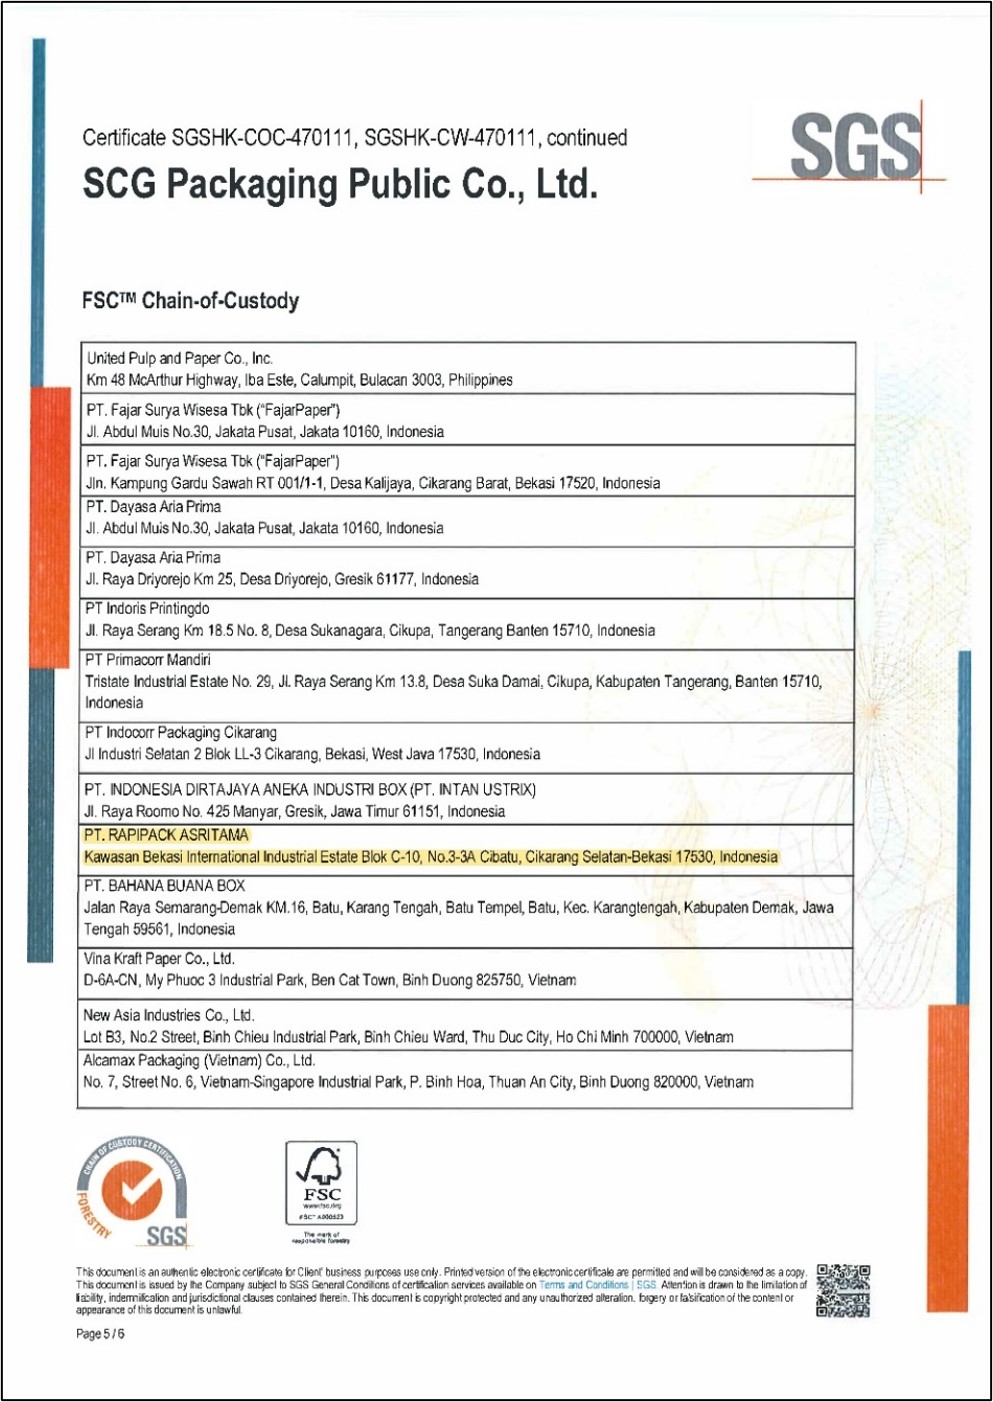 Certificate SGSHK-COC-470111, SGSHK-CW-470111, continued
SGS
SCG Packaging Public Co., Ltd.
FSC™ Chain-of-Custody
United Pulp and Paper Co., Inc.
Km 48 McArthur Highway, Iba Este, Calumpit, Bulacan 3003, Philippines
PT. Fajar Surya Wisesa Tbk ("FajarPaper")
Jl. Abdul Muis No.30, Jakata Pusat, Jakata 10160, Indonesia
PT. Fajar Surya Wisesa Tbk ("FajarPaper")
Jln. Kampung Gardu Sawah RT 001/1-1, Desa Kalijaya, Cikarang Barat, Bekasi 17520, Indonesia
PT. Dayasa Aria Prima
Jl. Abdul Muis No.30, Jakata Pusat, Jakata 10160, Indonesia
PT. Dayasa Aria Prima
Jl. Raya Driyorejo Km 25, Desa Driyorejo, Gresik 61177, Indonesia
PT Indoris Printingdo
Jl. Raya Serang Km 18.5 No. 8, Desa Sukanagara, Cikupa, Tangerang Banten 15710, Indonesia
PT Primacorr Mandiri
Tristate Industrial Estate No. 29, Jl. Raya Serang Km 13.8, Desa Suka Damai, Cikupa, Kabupaten Tangerang, Banten 15710,
Indonesia
PT Indocorr Packaging Cikarang
Jl Industri Selatan 2 Blok LL-3 Cikarang, Bekasi, West Java 17530, Indonesia
PT. INDONESIA DIRTAJAYA ANEKA INDUSTRI BOX (PT. INTAN USTRIX)
Jl. Raya Roomo No. 425 Manyar, Gresik, Jawa Timur 61151, Indonesia
PT. RAPIPACK ASRITAMA
Kawasan Bekasi International Industrial Estate Blok C-10, No.3-3A Cibatu, Cikarang Selatan-Bekasi 17530, Indonesia
PT. BAHANA BUANA BOX
Jalan Raya Semarang-Demak KM.16, Batu, Karang Tengah, Batu Tempel, Batu, Kec. Karangtengah, Kabupaten Demak, Jawa
Tengah 59561, Indonesia
Vina Kraft Paper Co., Ltd.
D-6A-CN, My Phuoc 3 Industrial Park, Ben Cat Town, Binh Duong 825750, Vietnam
New Asia Industries Co., Ltd.
Lot B3, No.2 Street, Binh Chieu Industrial Park, Binh Chieu Ward, Thu Duc City, Ho Chi Minh 700000, Vietnam
Alcamax Packaging (Vietnam) Co., Ltd.
No. 7, Street No. 6, Vietnam-Singapore Industrial Park, P. Binh Hoa, Thuan An City, Binh Duong 820000, Vietnam
CHAIN OF CUSTODY CERTIFICATION
FORESTRY
SGS
FSC
www.fsc.org
The mark of
responsible forestry
This document is an authentic electronic certificate for Client' business purposes use only. Printed version of the electronic certificate are permitted and will be considered as a copy.
This document is issued by the Company subject to SGS General Conditions of certification services available on Terms and Conditions | SGS. Attention is drawn to the limitation of
liability, indemnification and jurisdictional clauses contained therein. This document is copyright protected and any unauthorized alteration, forgery or falsification of the content or
appearance of this document is unlawful.
Page 5 / 6